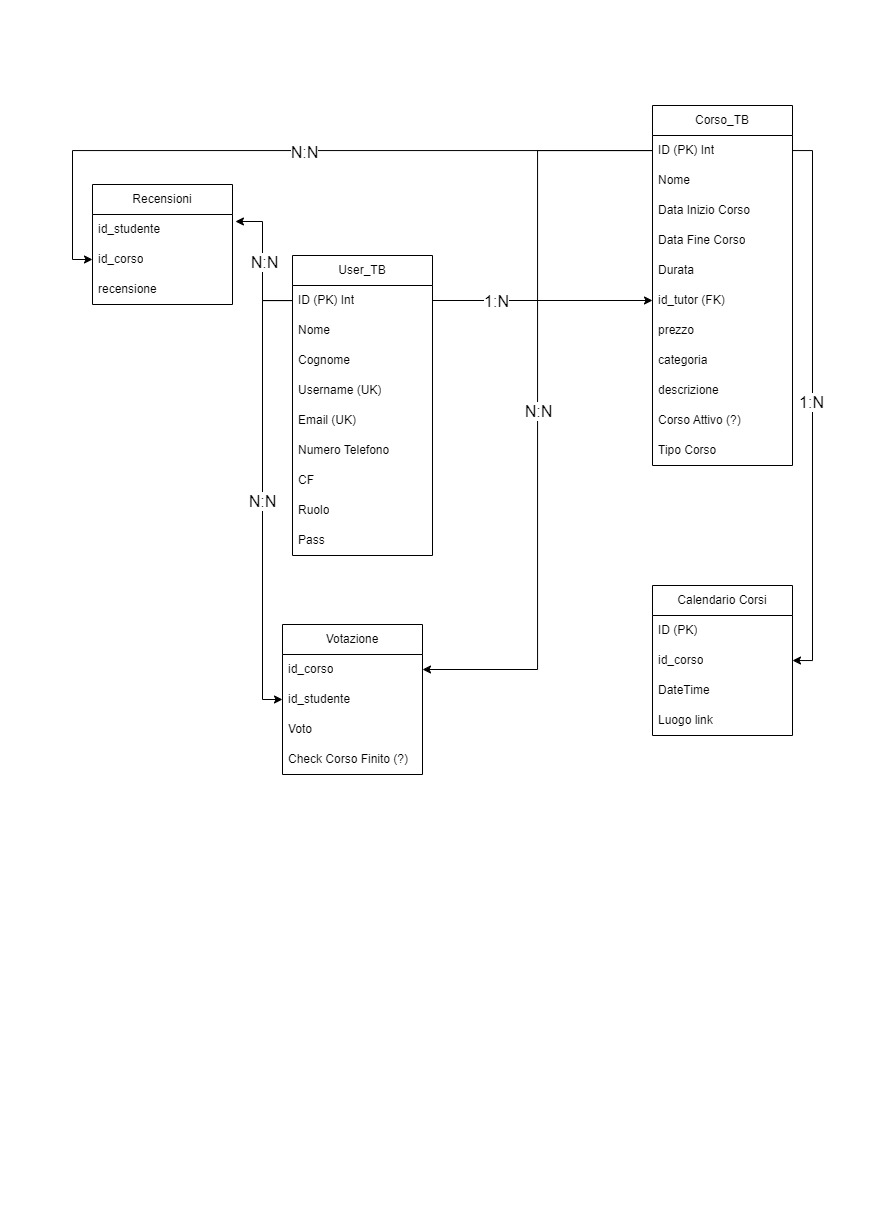 Corso_TB
ID (PK) Int
Nome
Data Inizio Corso
Data Fine Corso
Durata
id_tutor (FK)
prezzo
categoria
descrizione
Corso Attivo (?)
Tipo Corso
N:N
Recensioni
id_studente
id_corso
recensione
N:N
User_TB
ID (PK) Int
Nome
Cognome
Username (UK)
Email (UK)
Numero Telefono
CF
Ruolo
Pass
1:N
N:N
1:N
N:N
Calendario Corsi
ID (PK)
id_corso
DateTime
Luogo link
Votazione
id_corso
id_studente
Voto
Check Corso Finito (?)